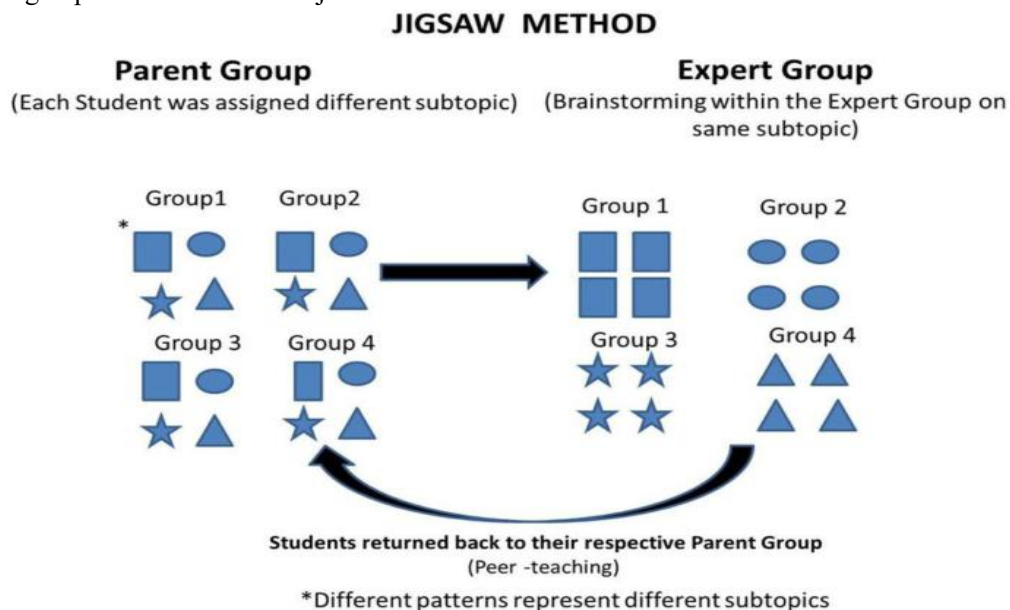 JIGSAW METHOD
Parent Group
(Each Student was assigned different subtopic)
Expert Group
(Brainstorming within the Expert Group on
same subtopic)
Group1
Group2
*
Group 3
Group 4
Group 1
Group 2
Group 3
Group 4
Students returned back to their respective Parent Group
(Peer -teaching)
*Different patterns represent different subtopics